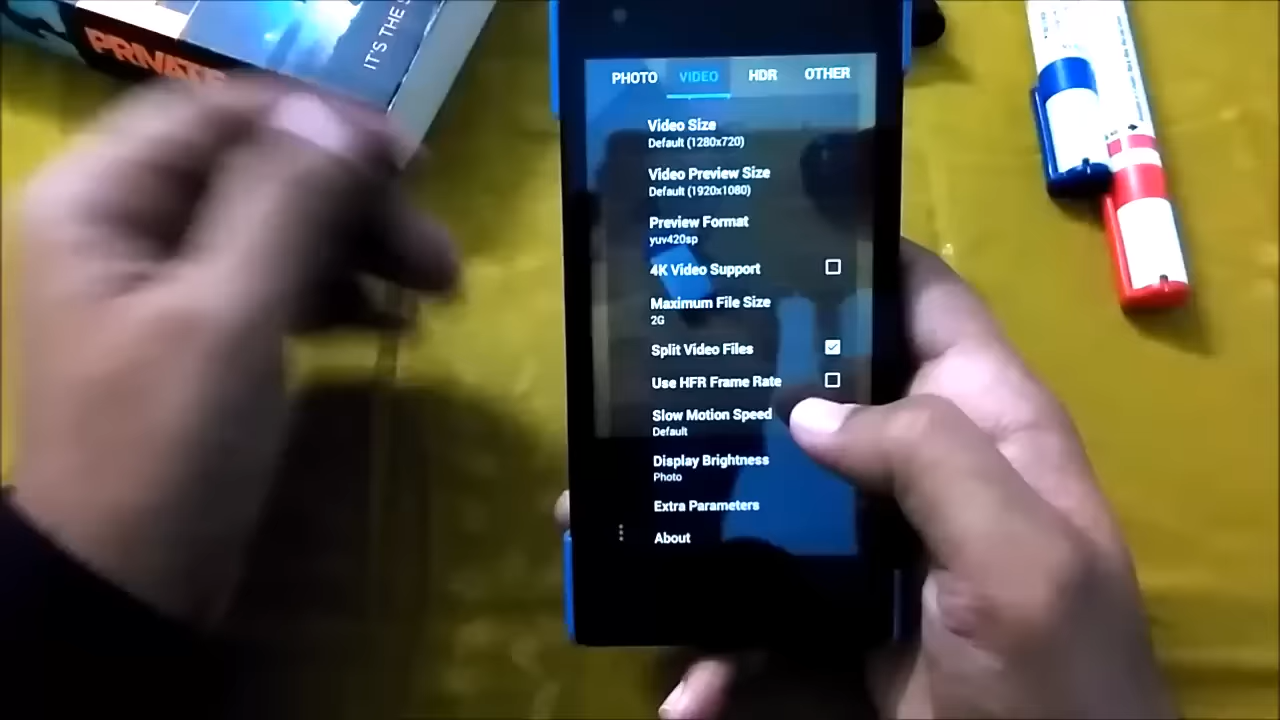 PRIVATE
IT'S THE
PHOTO VIDEO HDR OTHER
Video Size
Default (1280x720)
Video Preview Size
Default (1920x1080)
Preview Format
yuv420sp
4K Video Support
Maximum File Size
2G
Split Video Files
Use HFR Frame Rate
Slow Motion Speed
Default
Display Brightness
Photo
Extra Parameters
About